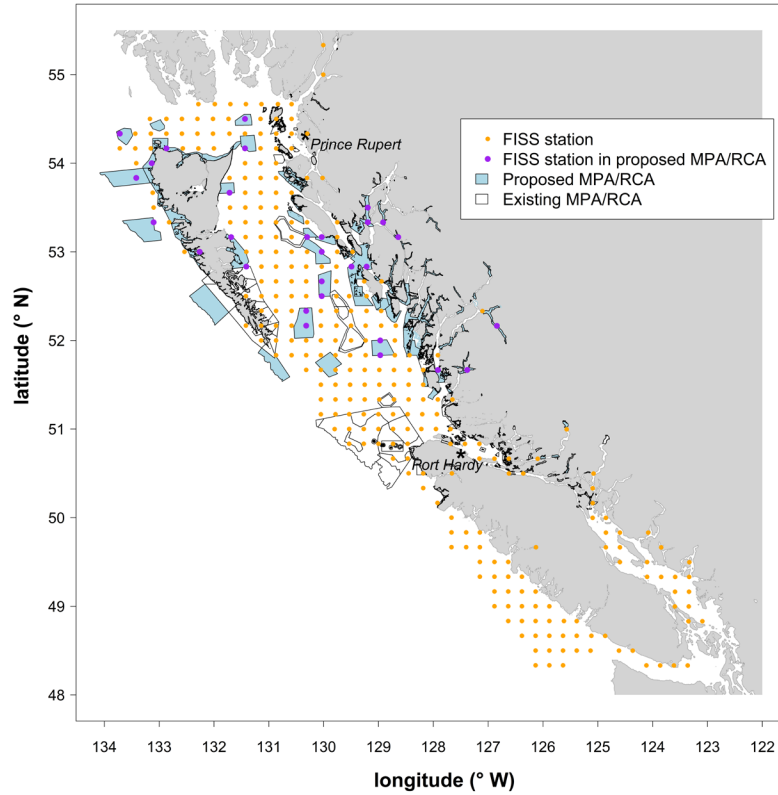 55
54
53
52
51
50
49
48
latitude (° N)
Prince Rupert
Port Hardy
FISS station
FISS station in proposed MPA/RCA
Proposed MPA/RCA
Existing MPA/RCA
134 133 132 131 130 129 128 127 126 125 124 123 122
longitude (° W)